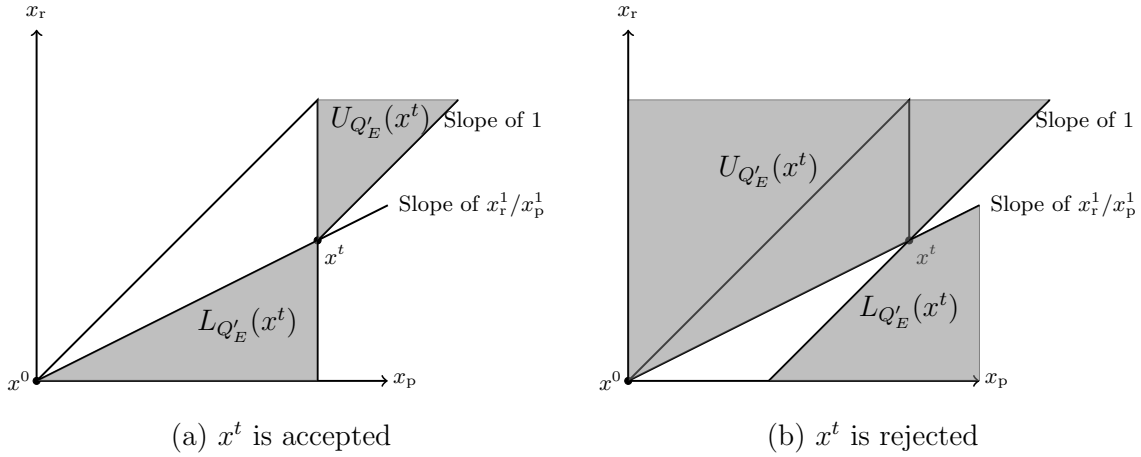 x_r
U_{Q'_E}(x^t)
Slope of 1
Slope of x_r^1/x_p^1
x^t
L_{Q'_E}(x^t)
x^0
x_p
(a) x^t is accepted
x_r
Slope of 1
U_{Q'_E}(x^t)
Slope of x_r^1/x_p^1
x^t
L_{Q'_E}(x^t)
x^0
x_p
(b) x^t is rejected